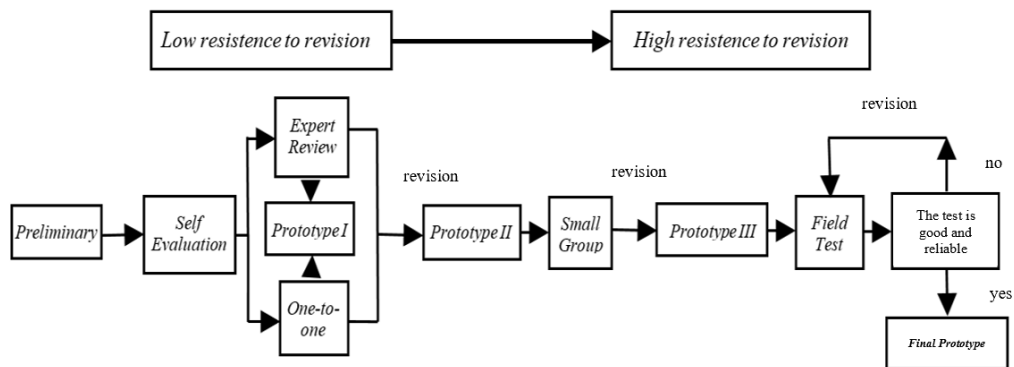 Low resistence to revision
High resistence to revision
revision
Expert
Review
no
revision
revision
Preliminary
Self
Evaluation
Prototype I
Prototype II
Small
Group
Prototype III
Field
Test
The test is
good and
reliable
One-to-
one
yes
Final Prototype